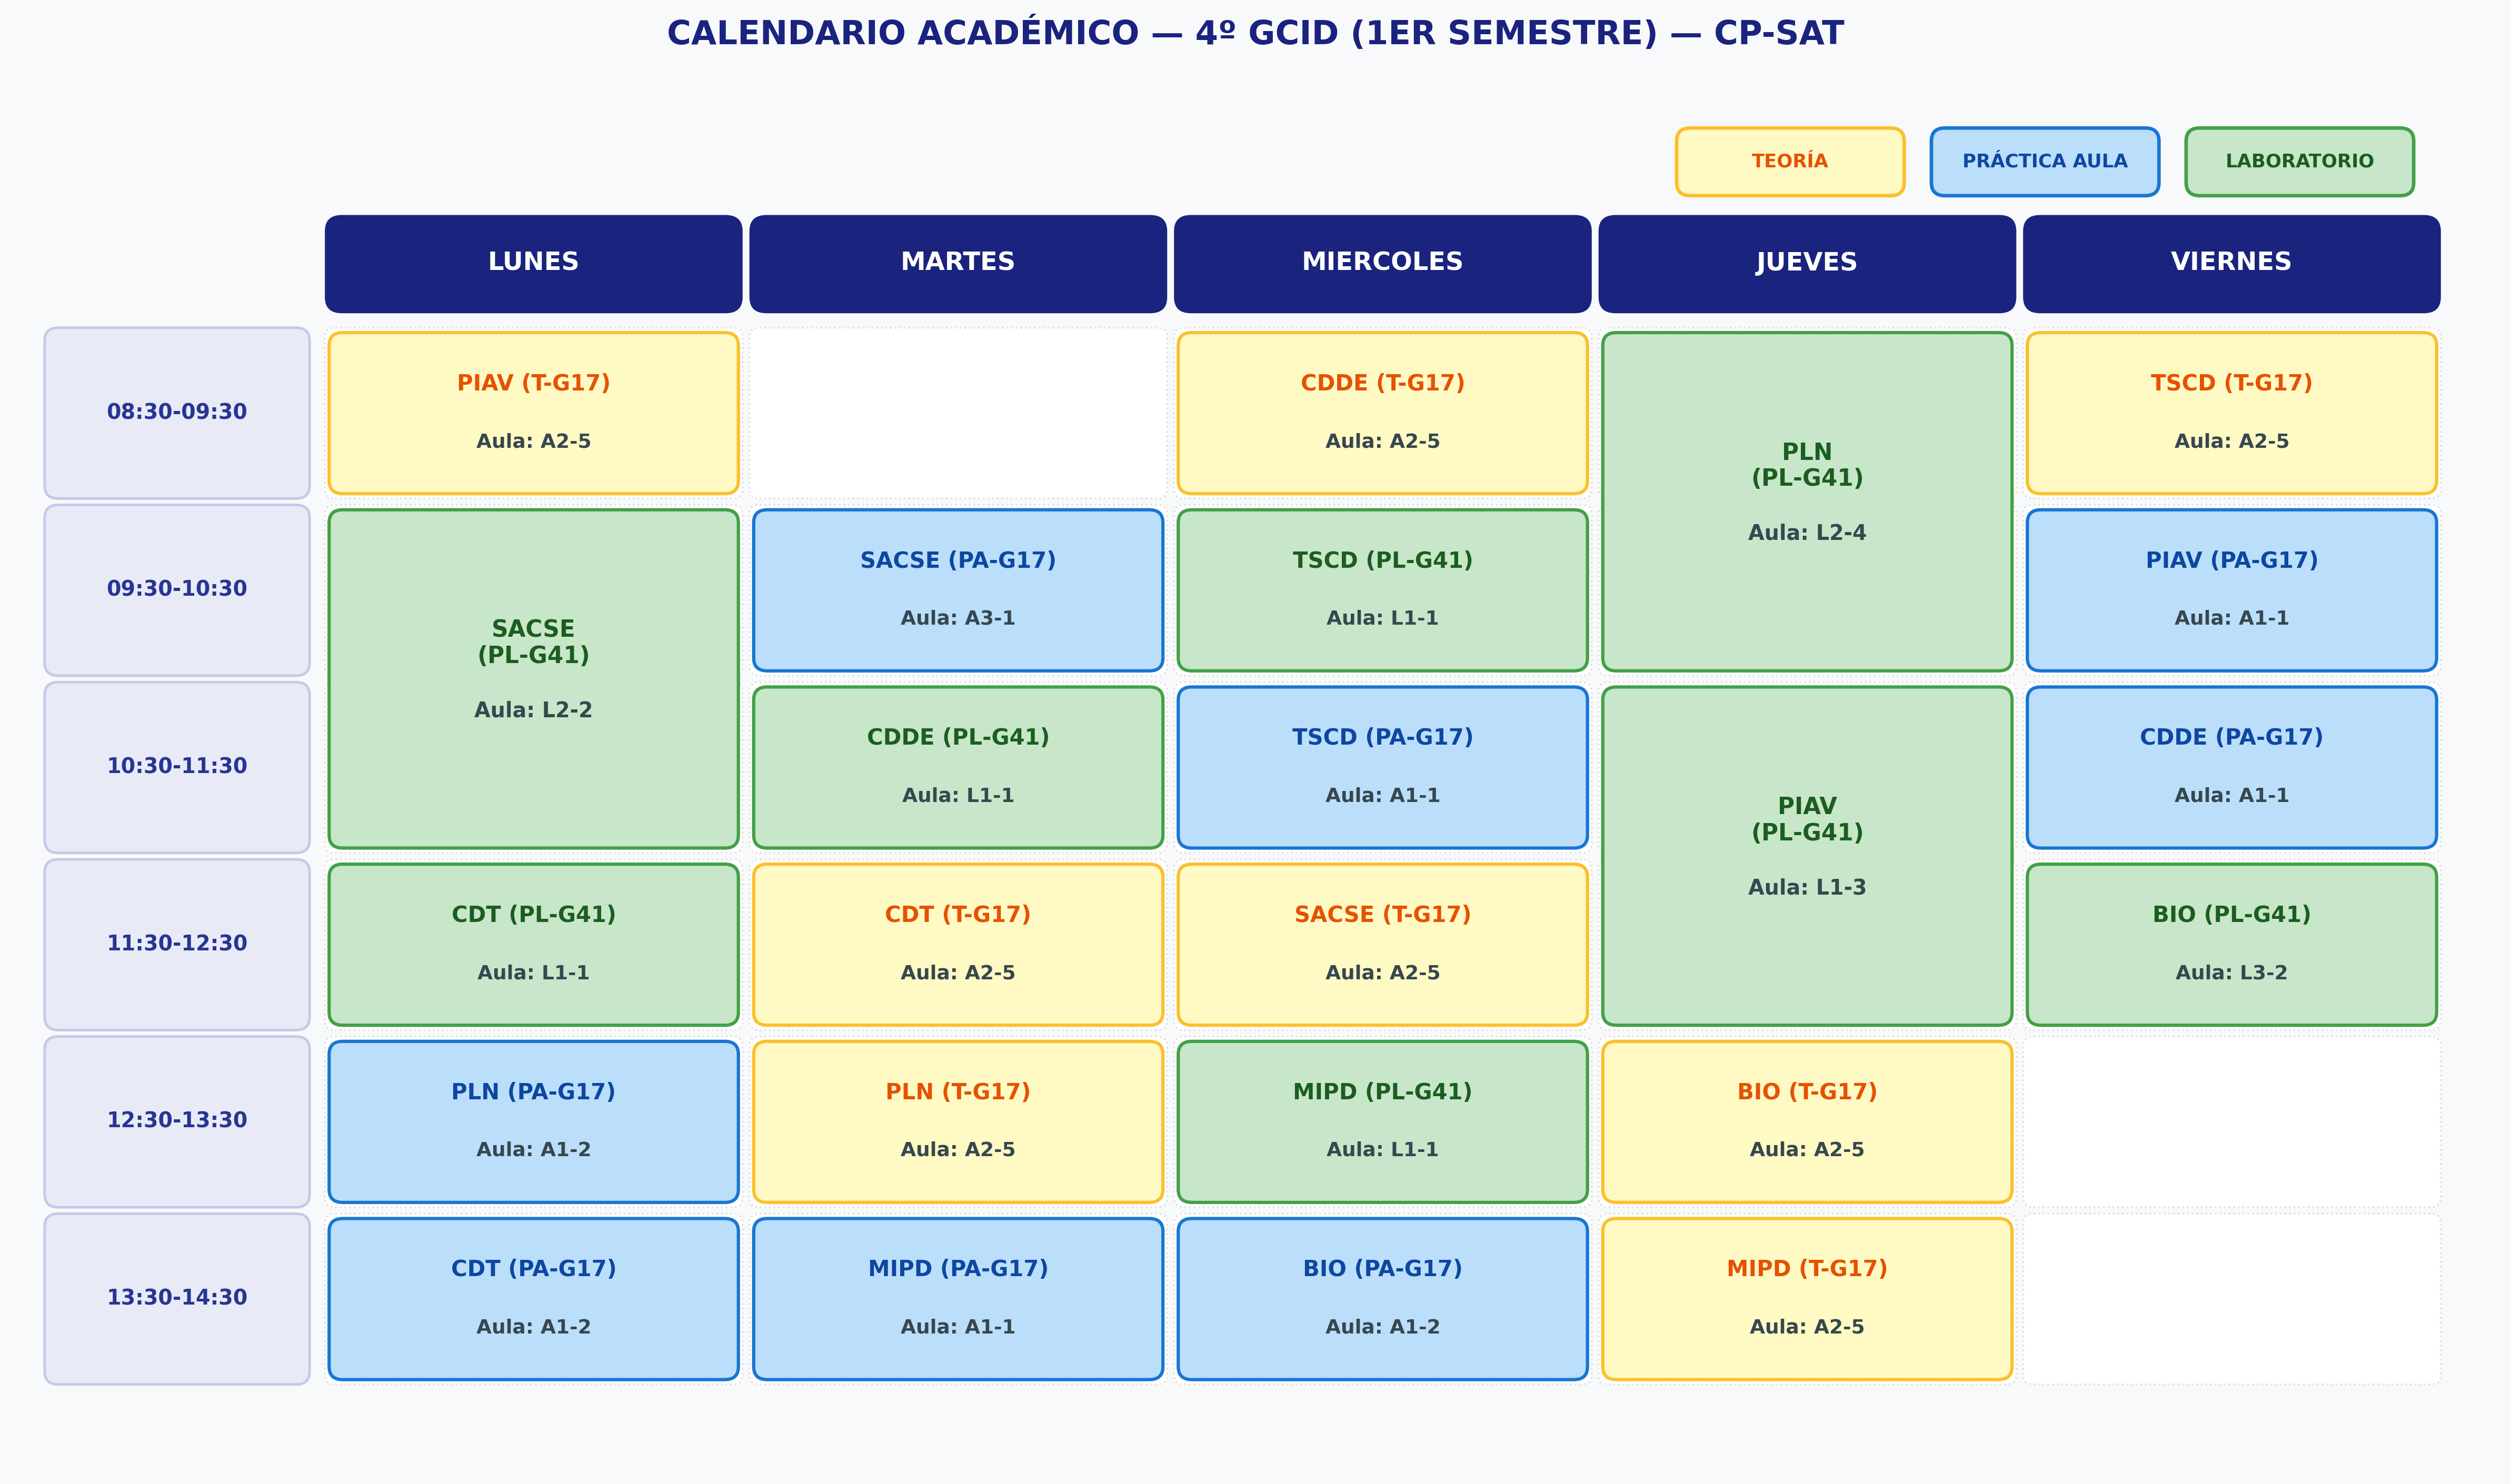 CALENDARIO ACADÉMICO — 4º GCID (1ER SEMESTRE) — CP-SAT
TEORÍA
PRÁCTICA AULA
LABORATORIO
LUNES
MARTES
MIERCOLES
JUEVES
VIERNES
08:30-09:30
PIAV (T-G17)
Aula: A2-5
CDDE (T-G17)
Aula: A2-5
PLN
(PL-G41)
Aula: L2-4
TSCD (T-G17)
Aula: A2-5
09:30-10:30
SACSE
(PL-G41)
Aula: L2-2
SACSE (PA-G17)
Aula: A3-1
TSCD (PL-G41)
Aula: L1-1
PIAV (PA-G17)
Aula: A1-1
10:30-11:30
CDDE (PL-G41)
Aula: L1-1
TSCD (PA-G17)
Aula: A1-1
PIAV
(PL-G41)
Aula: L1-3
CDDE (PA-G17)
Aula: A1-1
11:30-12:30
CDT (PL-G41)
Aula: L1-1
CDT (T-G17)
Aula: A2-5
SACSE (T-G17)
Aula: A2-5
BIO (PL-G41)
Aula: L3-2
12:30-13:30
PLN (PA-G17)
Aula: A1-2
PLN (T-G17)
Aula: A2-5
MIPD (PL-G41)
Aula: L1-1
BIO (T-G17)
Aula: A2-5
13:30-14:30
CDT (PA-G17)
Aula: A1-2
MIPD (PA-G17)
Aula: A1-1
BIO (PA-G17)
Aula: A1-2
MIPD (T-G17)
Aula: A2-5